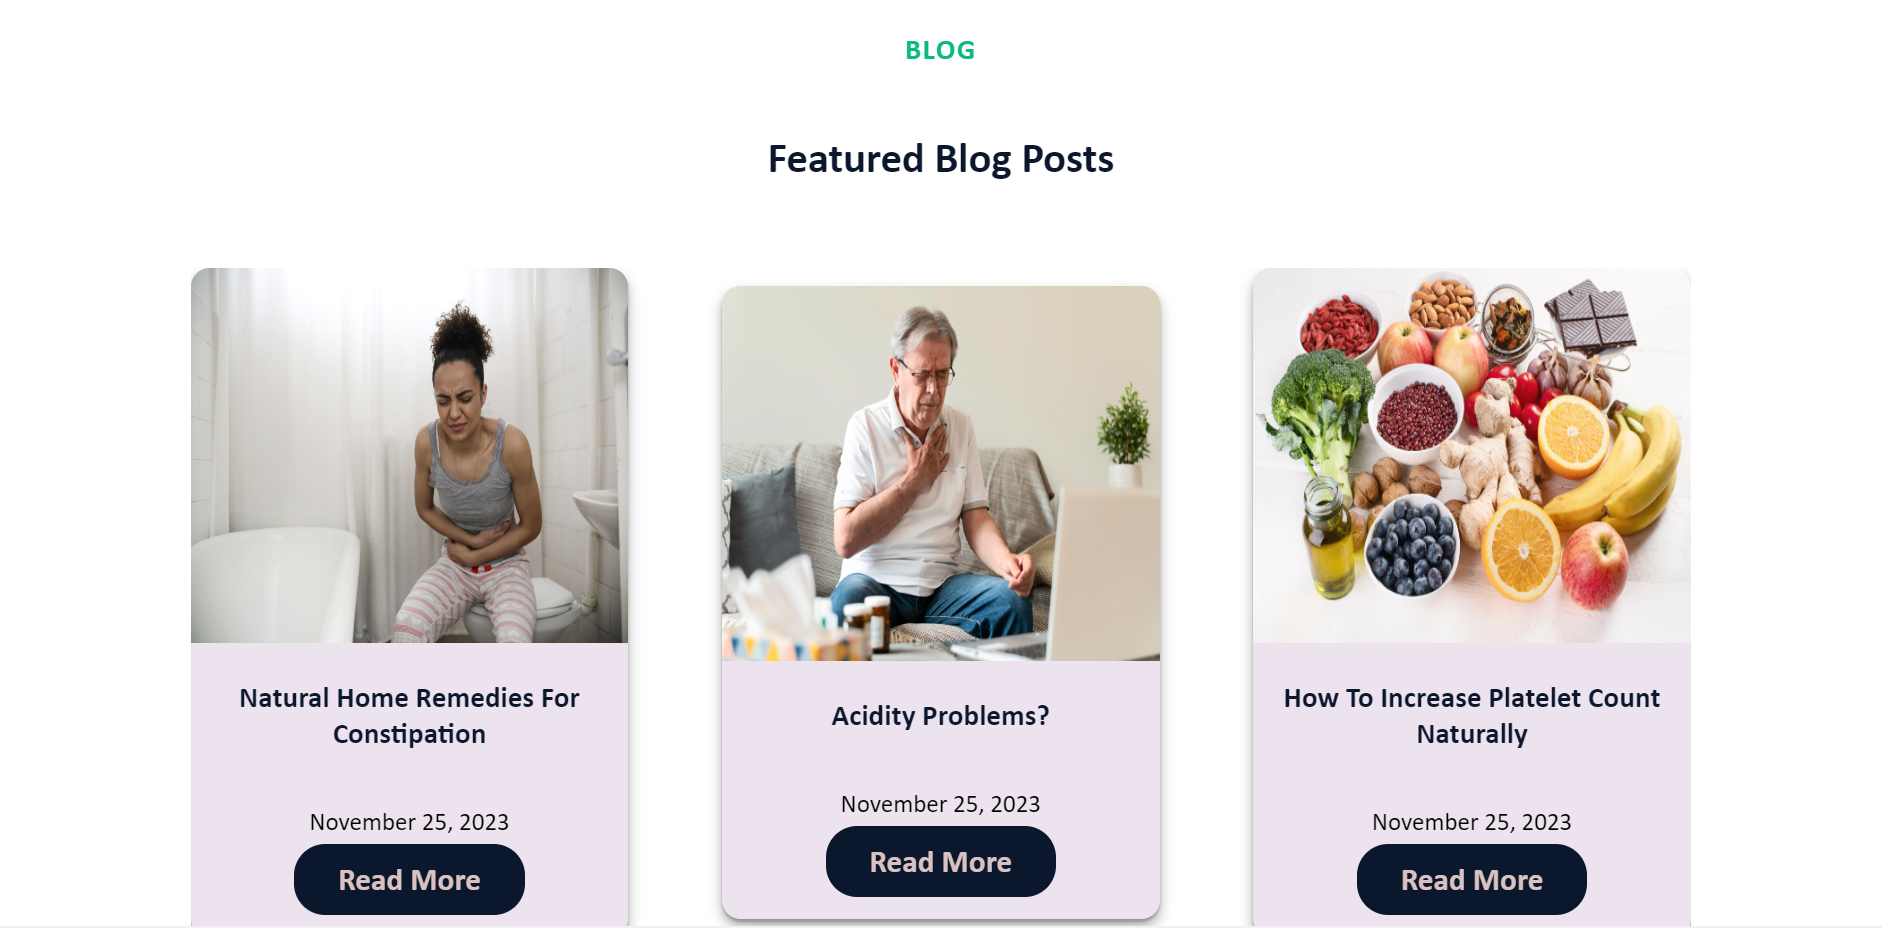 BLOG
Featured Blog Posts
Natural Home Remedies For
Constipation
November 25, 2023
Read More
Acidity Problems?
November 25, 2023
Read More
How To Increase Platelet Count
Naturally
November 25, 2023
Read More